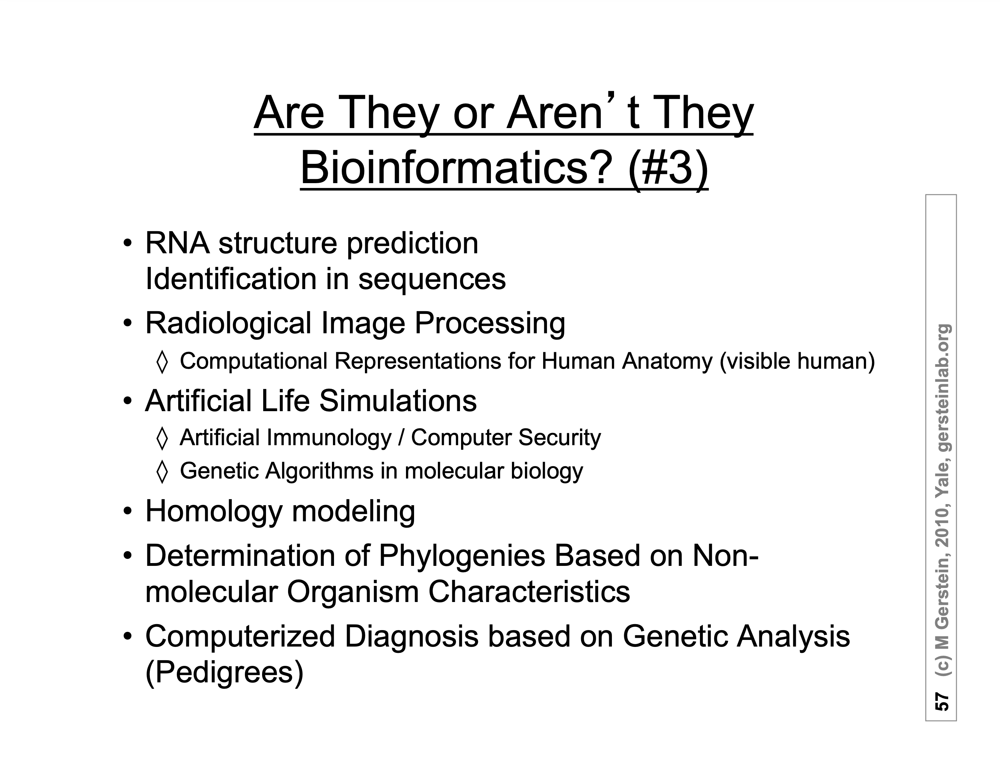 Are They or Aren’t They
Bioinformatics? (#3)
• RNA structure prediction
Identification in sequences
• Radiological Image Processing
◊ Computational Representations for Human Anatomy (visible human)
• Artificial Life Simulations
◊ Artificial Immunology / Computer Security
◊ Genetic Algorithms in molecular biology
• Homology modeling
• Determination of Phylogenies Based on Non-
molecular Organism Characteristics
• Computerized Diagnosis based on Genetic Analysis
(Pedigrees)
57 (c) M Gerstein, 2010, Yale, gersteinlab.org